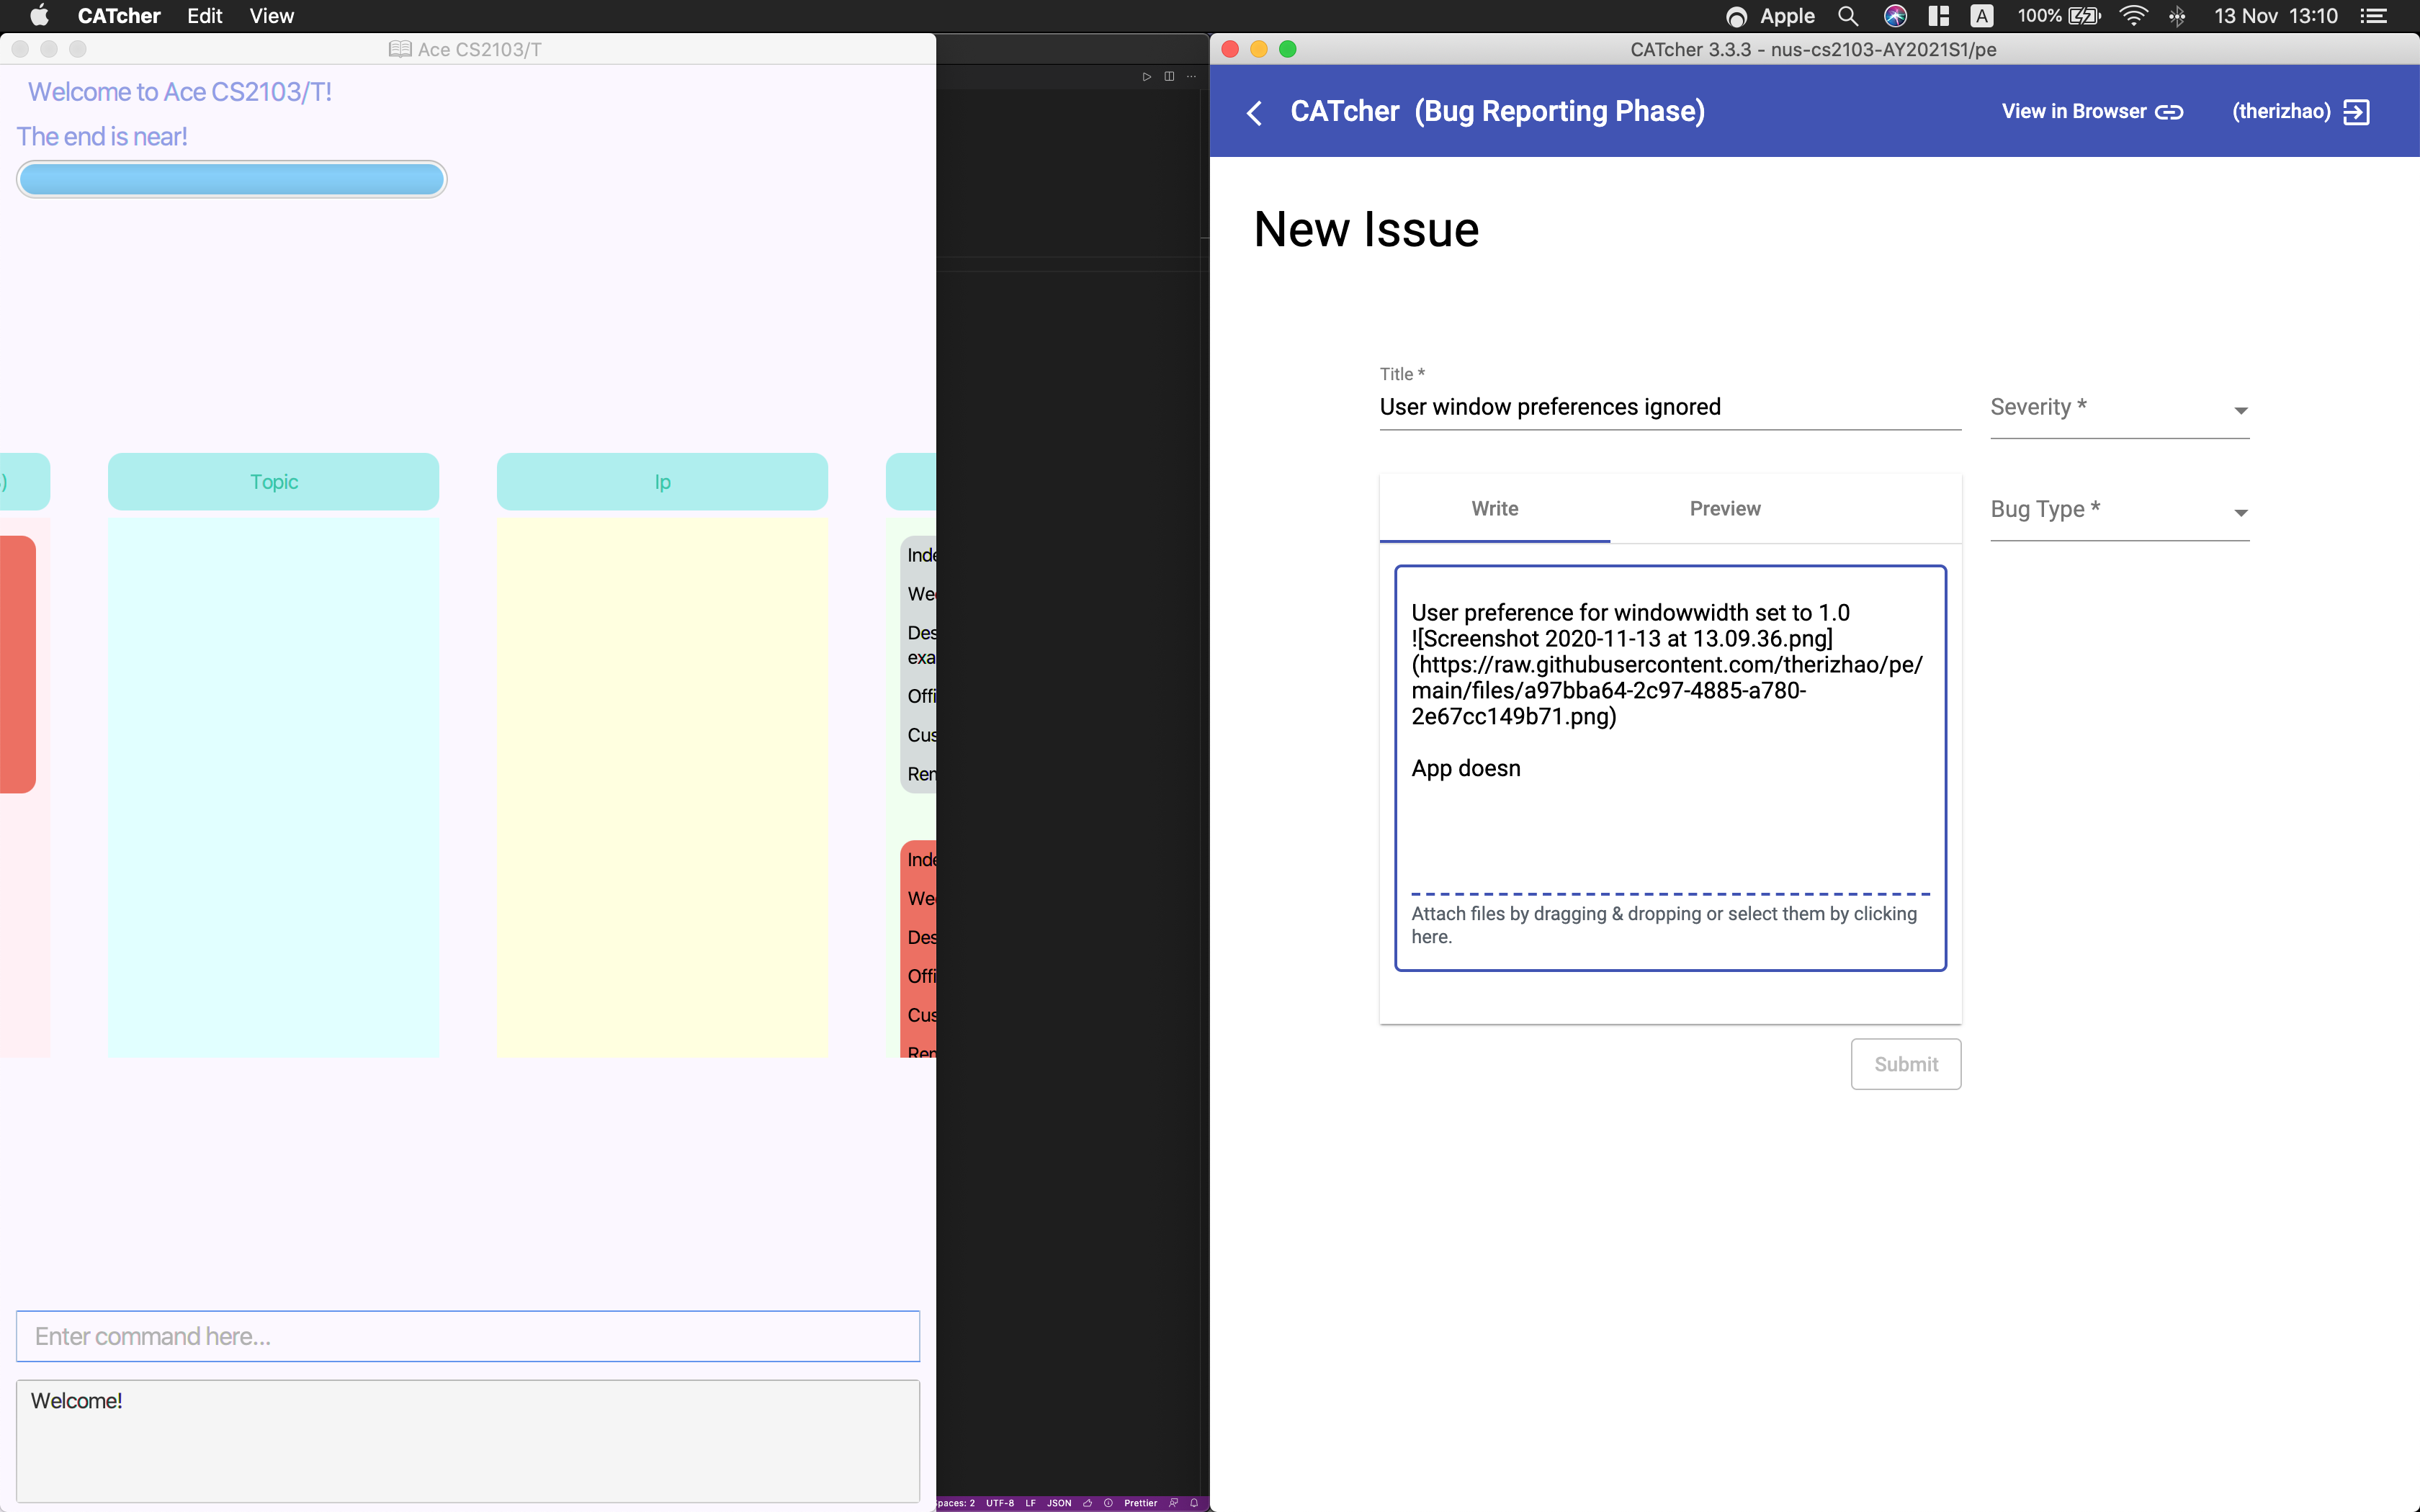 CATcher Edit View
Apple A 100% 13 Nov 13:10
Ace CS2103/T
Welcome to Ace CS2103/T!
The end is near!
)
Topic
Ip
Inde
We
Des
exa
Offi
Cus
Rem
Inde
We
Des
Offi
Cus
Rem
Enter command here...
Welcome!
paces: 2 UTF-8 LF JSON Prettier
CATcher 3.3.3 - nus-cs2103-AY2021S1/pe
CATcher (Bug Reporting Phase)
View in Browser
(therizhao)
New Issue
Title *
User window preferences ignored
Severity *
Write
Preview
Bug Type *
User preference for windowwidth set to 1.0
![Screenshot 2020-11-13 at 13.09.36.png]
(https://raw.githubusercontent.com/therizhao/pe/
main/files/a97bba64-2c97-4885-a780-
2e67cc149b71.png)
App doesn
Attach files by dragging & dropping or select them by clicking
here.
Submit